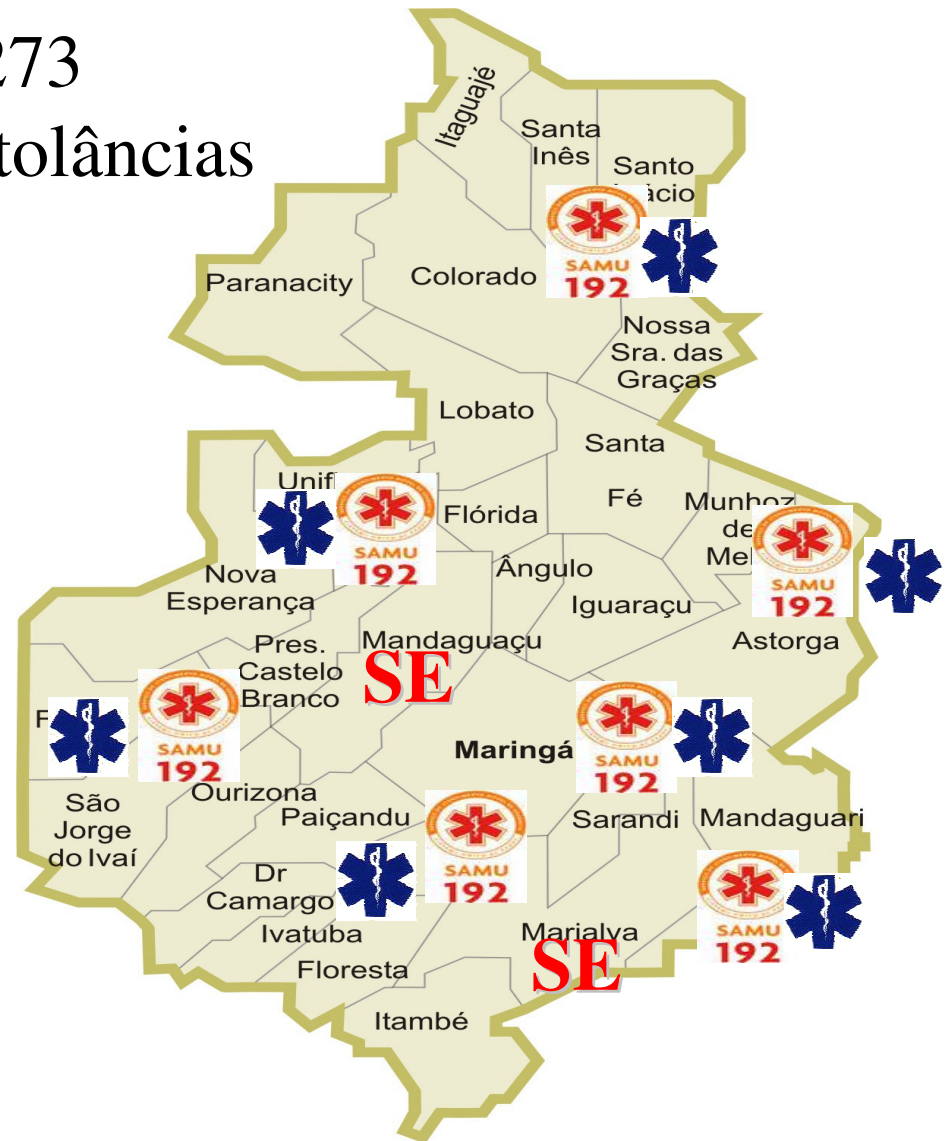 273
tolâncias
Itaguajé
Santa
Inês
Santo
ácio
SAMU
192
Paranacity
Colorado
Nossa
Sra. das
Graças
Lobato
Santa
Fé
Unifl
SAMU
192
Flórida
Munhoz
de
Mel
SAMU
192
Nova
Esperança
Ângulo
Iguaraçu
Astorga
Pres.
Castelo
Branco
Mandaguaçu
SE
F
SAMU
192
Maringá
SAMU
192
São
Jorge
do Ivaí
Ourizona
Paiçandu
SAMU
192
Sarandi
Mandaguari
Dr
Camargo
Ivatuba
Floresta
Marialva
SE
SAMU
192
Itambé